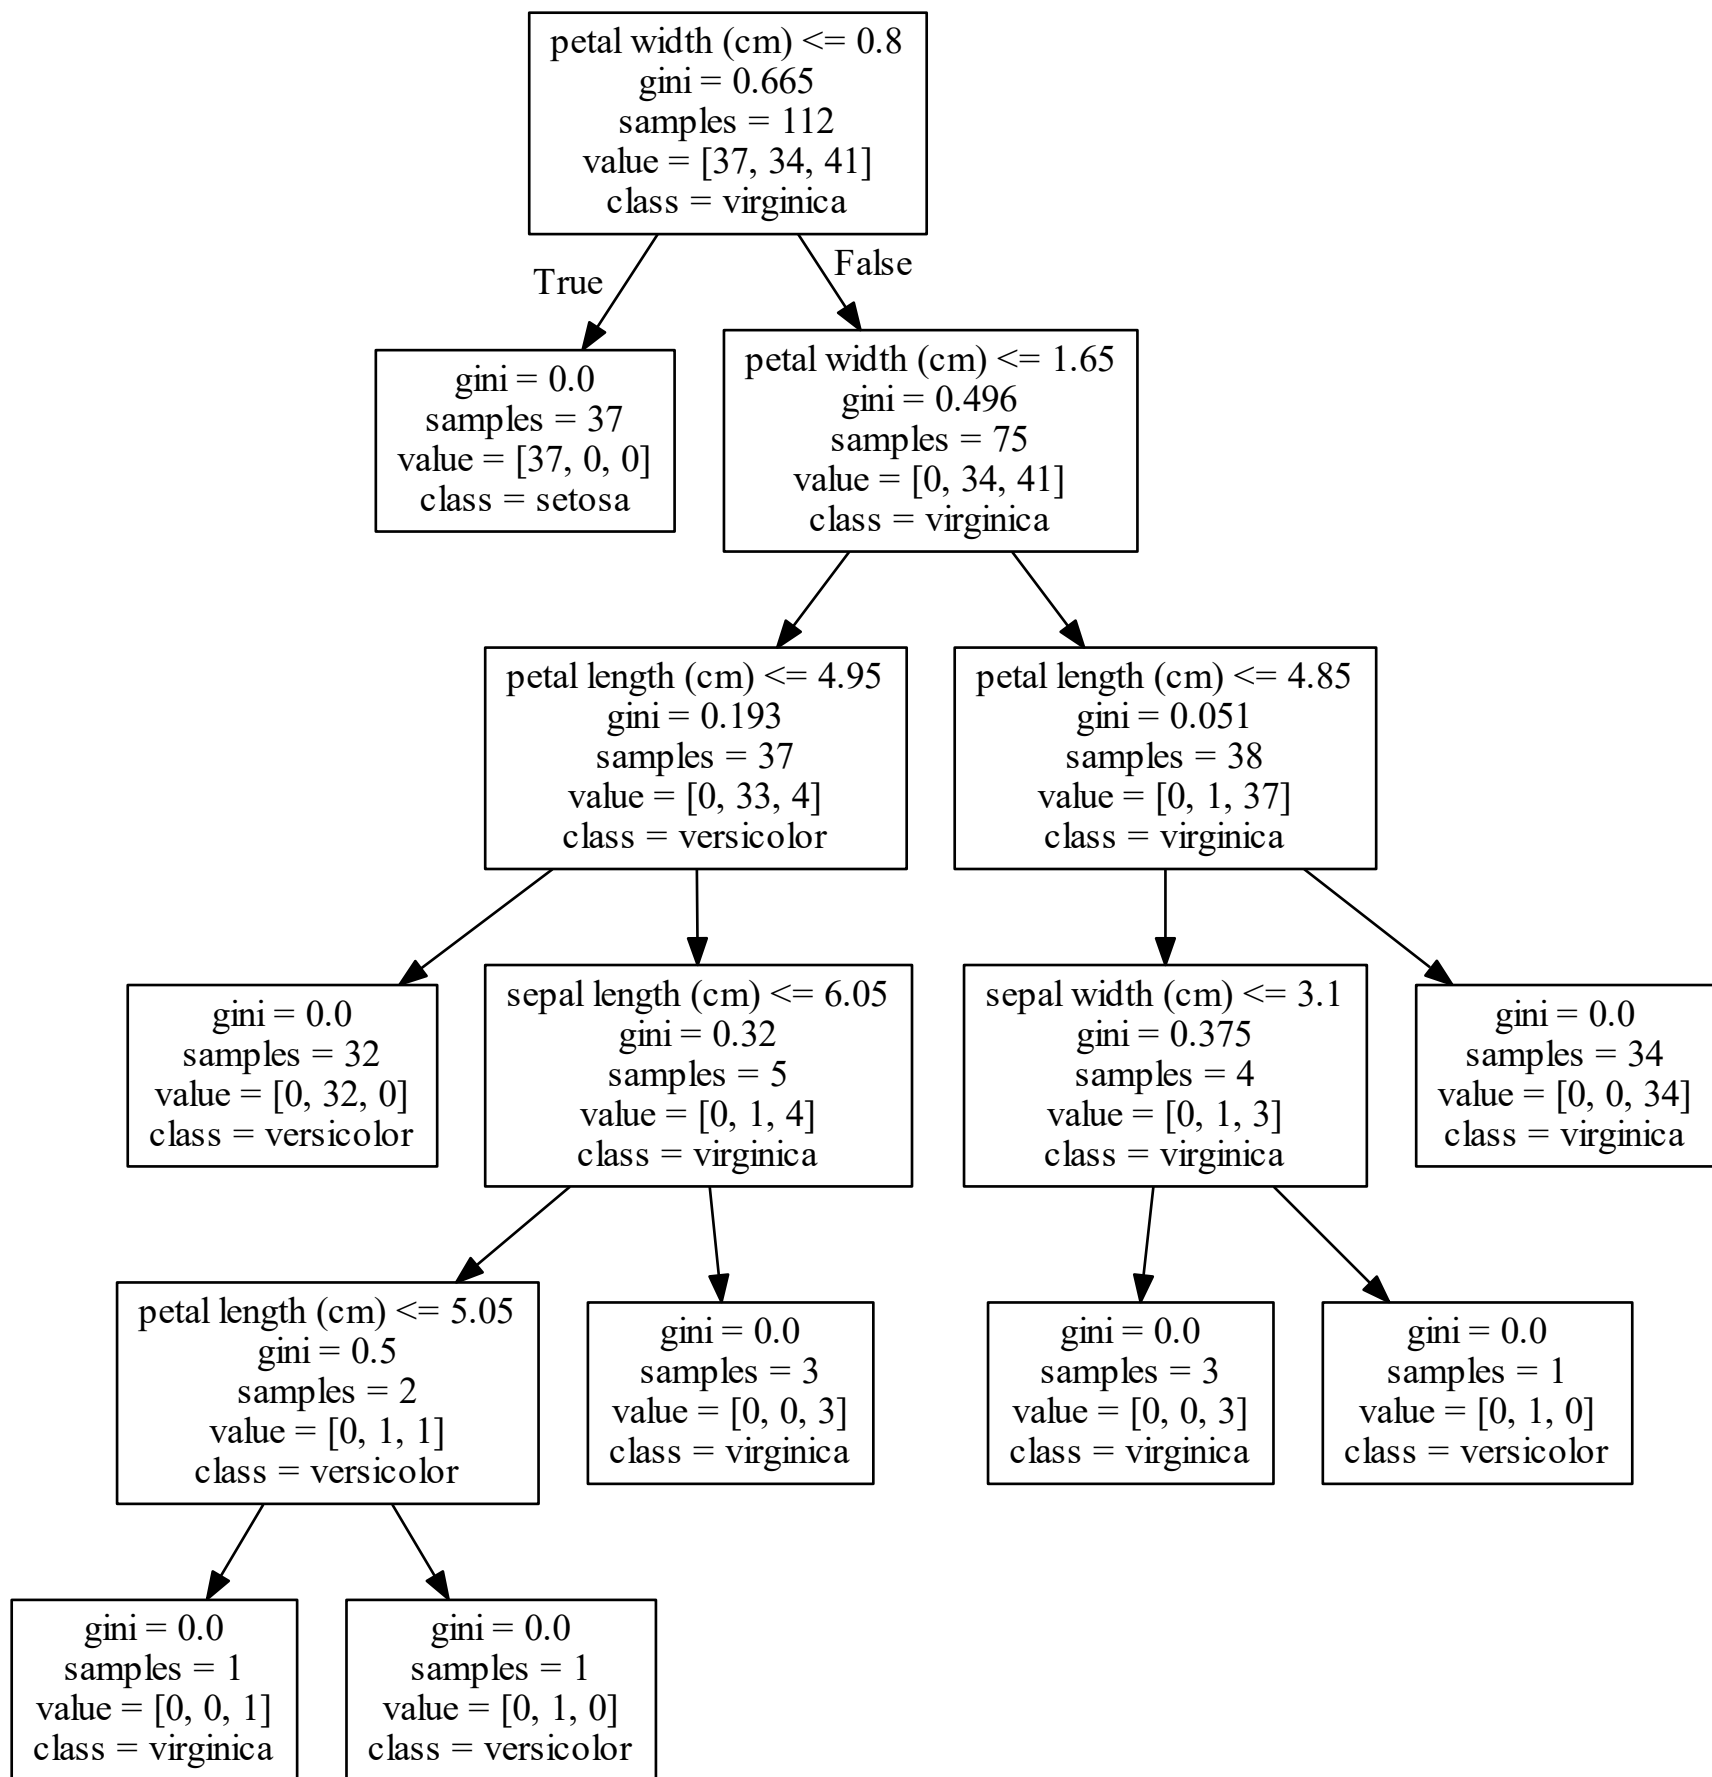 petal width (cm) <= 0.8
gini = 0.665
samples = 112
value = [37, 34, 41]
class = virginica
True
False
gini = 0.0
samples = 37
value = [37, 0, 0]
class = setosa
petal width (cm) <= 1.65
gini = 0.496
samples = 75
value = [0, 34, 41]
class = virginica
petal length (cm) <= 4.95
gini = 0.193
samples = 37
value = [0, 33, 4]
class = versicolor
petal length (cm) <= 4.85
gini = 0.051
samples = 38
value = [0, 1, 37]
class = virginica
gini = 0.0
samples = 32
value = [0, 32, 0]
class = versicolor
sepal length (cm) <= 6.05
gini = 0.32
samples = 5
value = [0, 1, 4]
class = virginica
sepal width (cm) <= 3.1
gini = 0.375
samples = 4
value = [0, 1, 3]
class = virginica
gini = 0.0
samples = 34
value = [0, 0, 34]
class = virginica
petal length (cm) <= 5.05
gini = 0.5
samples = 2
value = [0, 1, 1]
class = versicolor
gini = 0.0
samples = 3
value = [0, 0, 3]
class = virginica
gini = 0.0
samples = 3
value = [0, 0, 3]
class = virginica
gini = 0.0
samples = 1
value = [0, 1, 0]
class = versicolor
gini = 0.0
samples = 1
value = [0, 0, 1]
class = virginica
gini = 0.0
samples = 1
value = [0, 1, 0]
class = versicolor